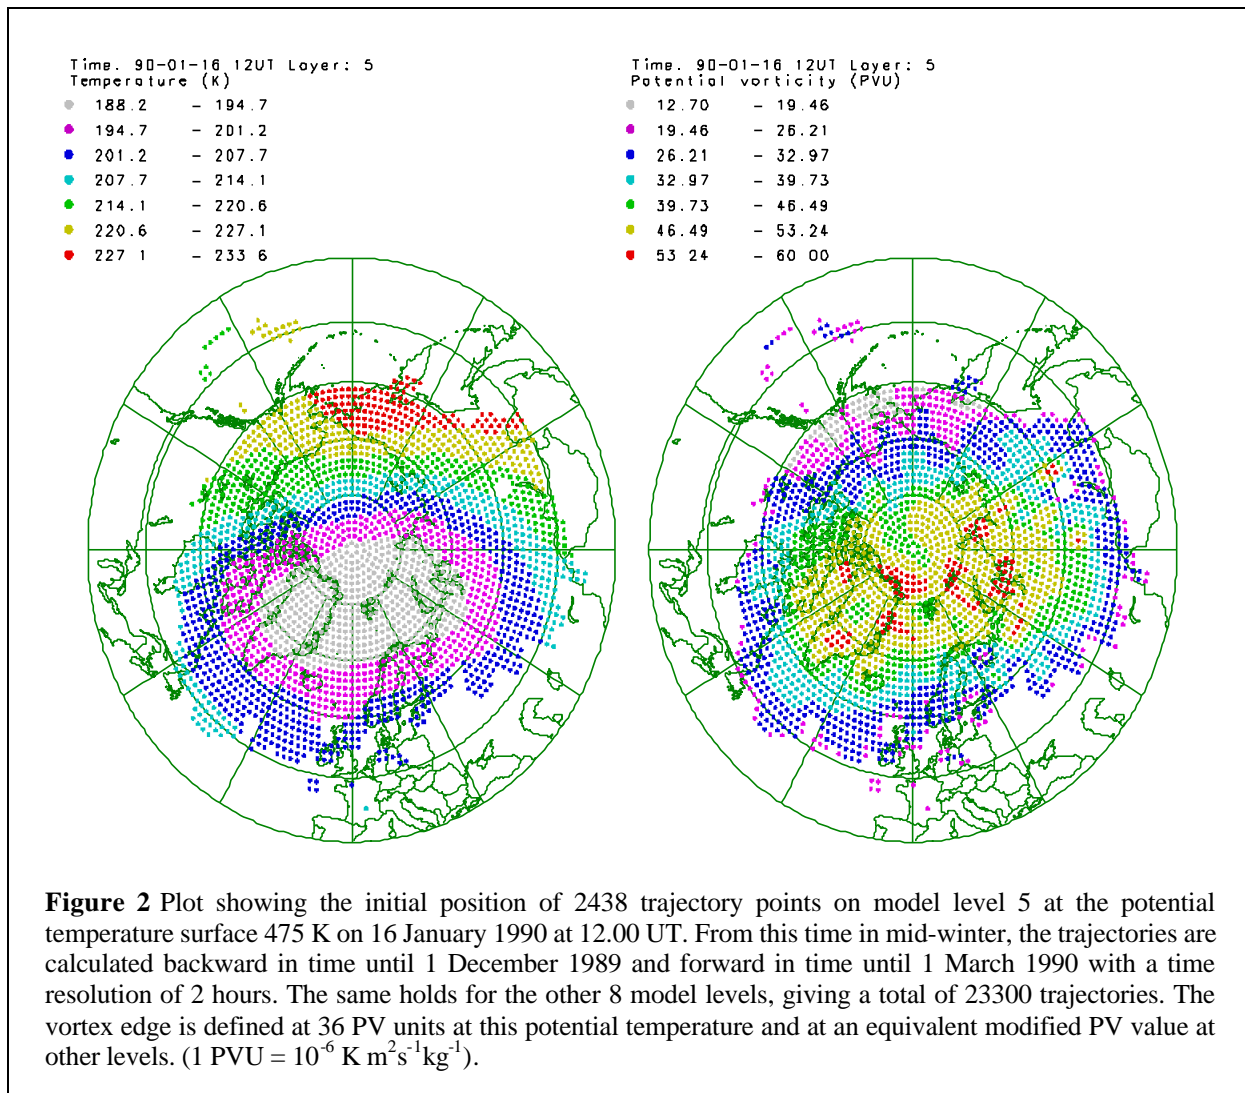 Time. 90-01-16 12UT Layer: 5
Temperature (K)
188.2 - 194.7
194.7 - 201.2
201.2 - 207.7
207.7 - 214.1
214.1 - 220.6
220.6 - 227.1
227 1 - 233 6
Time. 90-01-16 12UT Layer: 5
Potential vorticity (PVU)
12.70 - 19.46
19.46 - 26.21
26.21 - 32.97
32.97 - 39.73
39.73 - 46.49
46.49 - 53.24
53 24 - 60 00
Figure 2 Plot showing the initial position of 2438 trajectory points on model level 5 at the potential
temperature surface 475 K on 16 January 1990 at 12.00 UT. From this time in mid-winter, the trajectories are
calculated backward in time until 1 December 1989 and forward in time until 1 March 1990 with a time
resolution of 2 hours. The same holds for the other 8 model levels, giving a total of 23300 trajectories. The
vortex edge is defined at 36 PV units at this potential temperature and at an equivalent modified PV value at
other levels. (1 PVU = 10⁻⁶ K m²s⁻¹kg⁻¹).